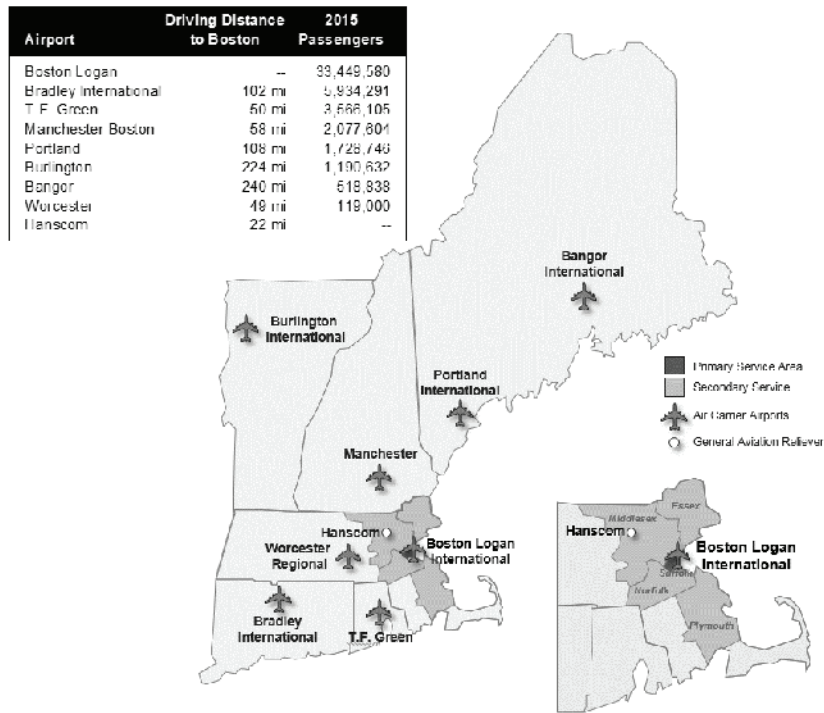 Driving Distance 2015
Airport to Boston Passengers
Boston Logan -- 33,449,580
Bradley International 102 mi 5,934,291
T.F. Green 50 mi 3,566,105
Manchester Boston 58 mi 2,077,604
Portland 108 mi 1,728,746
Burlington 224 mi 1,190,632
Bangor 240 mi 518,838
Worcester 49 mi 119,000
Hanscom 22 mi --
Bangor
International
Burlington
International
Portland
International
Primary Service Area
Secondary Service
Air Carrier Airports
General Aviation Reliever
Manchester
Hanscom
Worcester
Regional
Boston Logan
International
Bradley
International
T.F. Green
Essex
Middlesex
Hanscom
Boston Logan
International
Suffolk
Norfolk
Plymouth